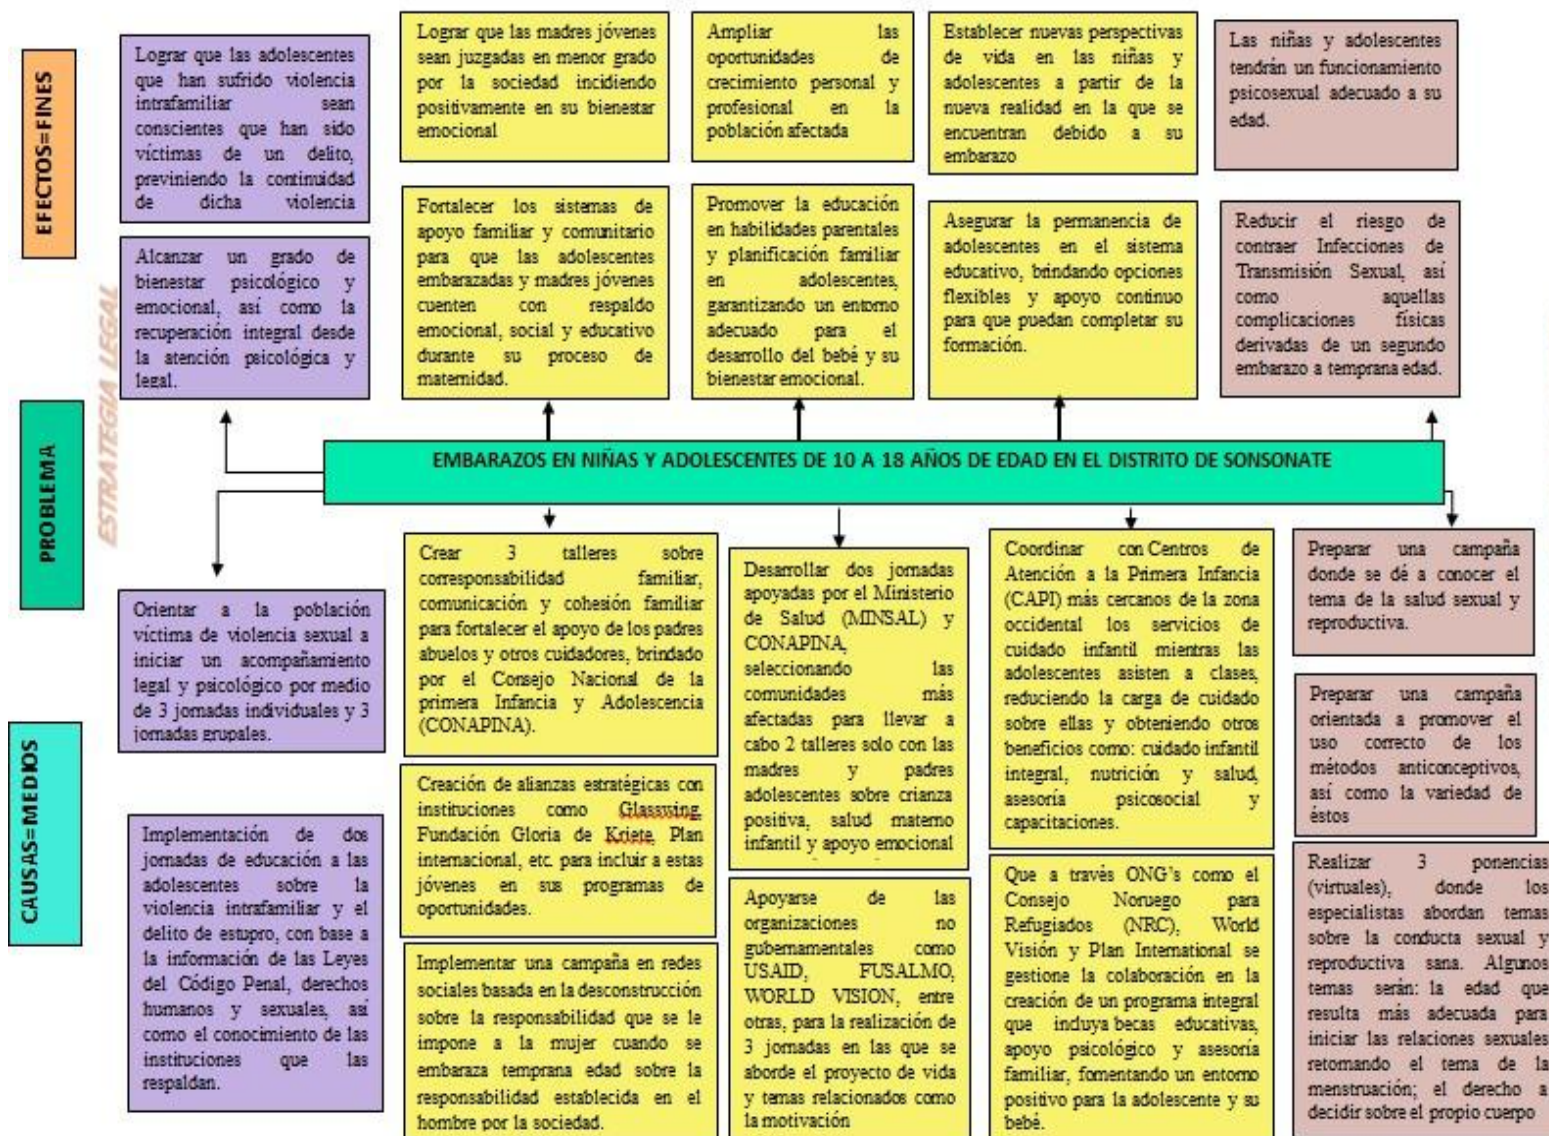 EFECTOS=FINES
Lograr que las adolescentes
que han sufrido violencia
intrafamiliar sean
conscientes que han sido
víctimas de un delito,
previniendo la continuidad
de dicha violencia
Lograr que las madres jóvenes
sean juzgadas en menor grado
por la sociedad incidiendo
positivamente en su bienestar
emocional
Ampliar las
oportunidades de
crecimiento personal y
profesional en la
población afectada
Establecer nuevas perspectivas
de vida en las niñas y
adolescentes a partir de la
nueva realidad en la que se
encuentran debido a su
embarazo
Las niñas y adolescentes
tendrán un funcionamiento
psicosexual adecuado a su
edad.
Alcanzar un grado de
bienestar psicológico y
emocional, así como la
recuperación integral desde
la atención psicológica y
legal.
Fortalecer los sistemas de
apoyo familiar y comunitario
para que las adolescentes
embarazadas y madres jóvenes
cuenten con respaldo
emocional, social y educativo
durante su proceso de
maternidad.
Promover la educación
en habilidades parentales
y planificación familiar
en adolescentes,
garantizando un entorno
adecuado para el
desarrollo del bebé y su
bienestar emocional.
Asegurar la permanencia de
adolescentes en el sistema
educativo, brindando opciones
flexibles y apoyo continuo
para que puedan completar su
formación.
Reducir el riesgo de
contraer Infecciones de
Transmisión Sexual, así
como aquellas
complicaciones físicas
derivadas de un segundo
embarazo a temprana edad.
ESTRATEGIA LEGAL
PROBLEMA
EMBARAZOS EN NIÑAS Y ADOLESCENTES DE 10 A 18 AÑOS DE EDAD EN EL DISTRITO DE SONSONATE
CAUSAS=MEDIOS
Orientar a la población
víctima de violencia sexual a
iniciar un acompañamiento
legal y psicológico por medio
de 3 jornadas individuales y 3
jornadas grupales.
Implementación de dos
jornadas de educación a las
adolescentes sobre la
violencia intrafamiliar y el
delito de estupro, con base a
la información de las Leyes
del Código Penal, derechos
humanos y sexuales, así
como el conocimiento de las
instituciones que las
respaldan.
Crear 3 talleres sobre
corresponsabilidad familiar,
comunicación y cohesión familiar
para fortalecer el apoyo de los padres
abuelos y otros cuidadores, brindado
por el Consejo Nacional de la
primera Infancia y Adolescencia
(CONAPINA).
Creación de alianzas estratégicas con
instituciones como Glasswing,
Fundación Gloria de Kriete, Plan
internacional, etc. para incluir a estas
jóvenes en sus programas de
oportunidades.
Implementar una campaña en redes
sociales basada en la desconstrucción
sobre la responsabilidad que se le
impone a la mujer cuando se
embaraza temprana edad sobre la
responsabilidad establecida en el
hombre por la sociedad.
Desarrollar dos jornadas
apoyadas por el Ministerio
de Salud (MINSAL) y
CONAPINA,
seleccionando las
comunidades más
afectadas para llevar a
cabo 2 talleres solo con las
madres y padres
adolescentes sobre crianza
positiva, salud materno
infantil y apoyo emocional
Apoyarse de las
organizaciones no
gubernamentales como
USAID, FUSALMO,
WORLD VISION, entre
otras, para la realización de
3 jornadas en las que se
aborde el proyecto de vida
y temas relacionados como
la motivación
Coordinar con Centros de
Atención a la Primera Infancia
(CAPI) más cercanos de la zona
occidental los servicios de
cuidado infantil mientras las
adolescentes asisten a clases,
reduciendo la carga de cuidado
sobre ellas y obteniendo otros
beneficios como: cuidado infantil
integral, nutrición y salud,
asesoría psicosocial y
capacitaciones.
Que a través ONG's como el
Consejo Noruego para
Refugiados (NRC), World
Visión y Plan International se
gestione la colaboración en la
creación de un programa integral
que incluya becas educativas,
apoyo psicológico y asesoría
familiar, fomentando un entorno
positivo para la adolescente y su
bebé.
Preparar una campaña
donde se dé a conocer el
tema de la salud sexual y
reproductiva.
Preparar una campaña
orientada a promover el
uso correcto de los
métodos anticonceptivos,
así como la variedad de
éstos
Realizar 3 ponencias
(virtuales), donde los
especialistas abordan temas
sobre la conducta sexual y
reproductiva sana. Algunos
temas serán: la edad que
resulta más adecuada para
iniciar las relaciones sexuales
retomando el tema de la
menstruación; el derecho a
decidir sobre el propio cuerpo